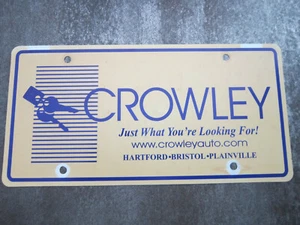 CROWLEY
Just What You're Looking For!
www.crowleyauto.com
HARTFORD•BRISTOL•PLAINVILLE